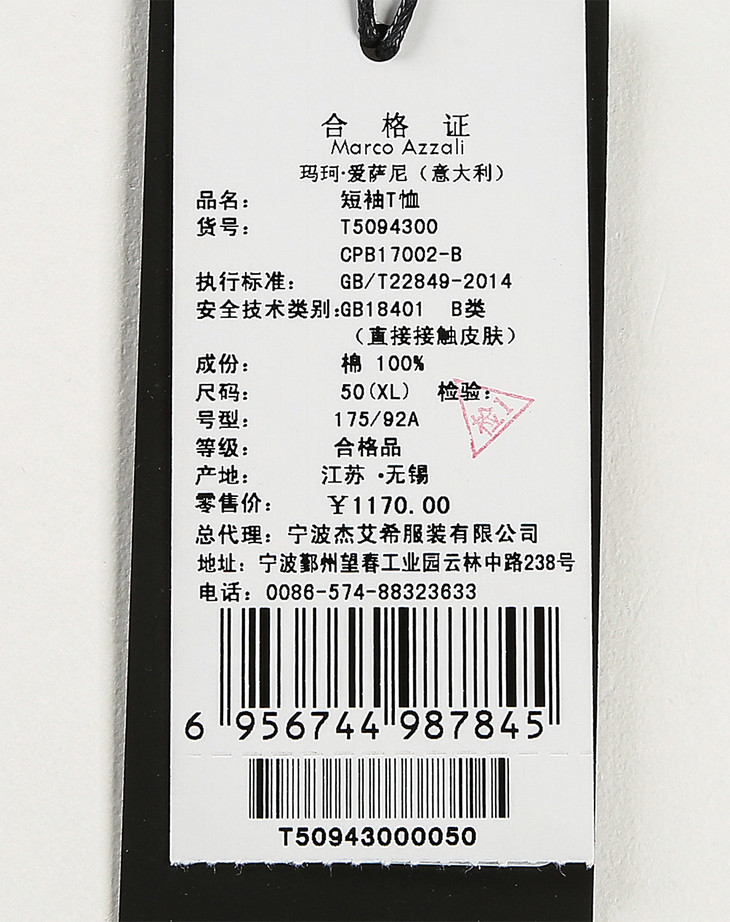 合格证
Marco Azzali
玛珂·爱萨尼（意大利）
品名： 短袖T恤
货号： T5094300
CPB17002-B
执行标准： GB/T22849-2014
安全技术类别:GB18401 B类
（直接接触皮肤）
成份： 棉 100%
尺码： 50(XL) 检验：
检1
号型： 175/92A
等级： 合格品
产地： 江苏·无锡
零售价： ￥1170.00
总代理：宁波杰艾希服装有限公司
地址：宁波鄞州望春工业园云林中路238号
电话：0086-574-88323633
6 956744 987845
T50943000050